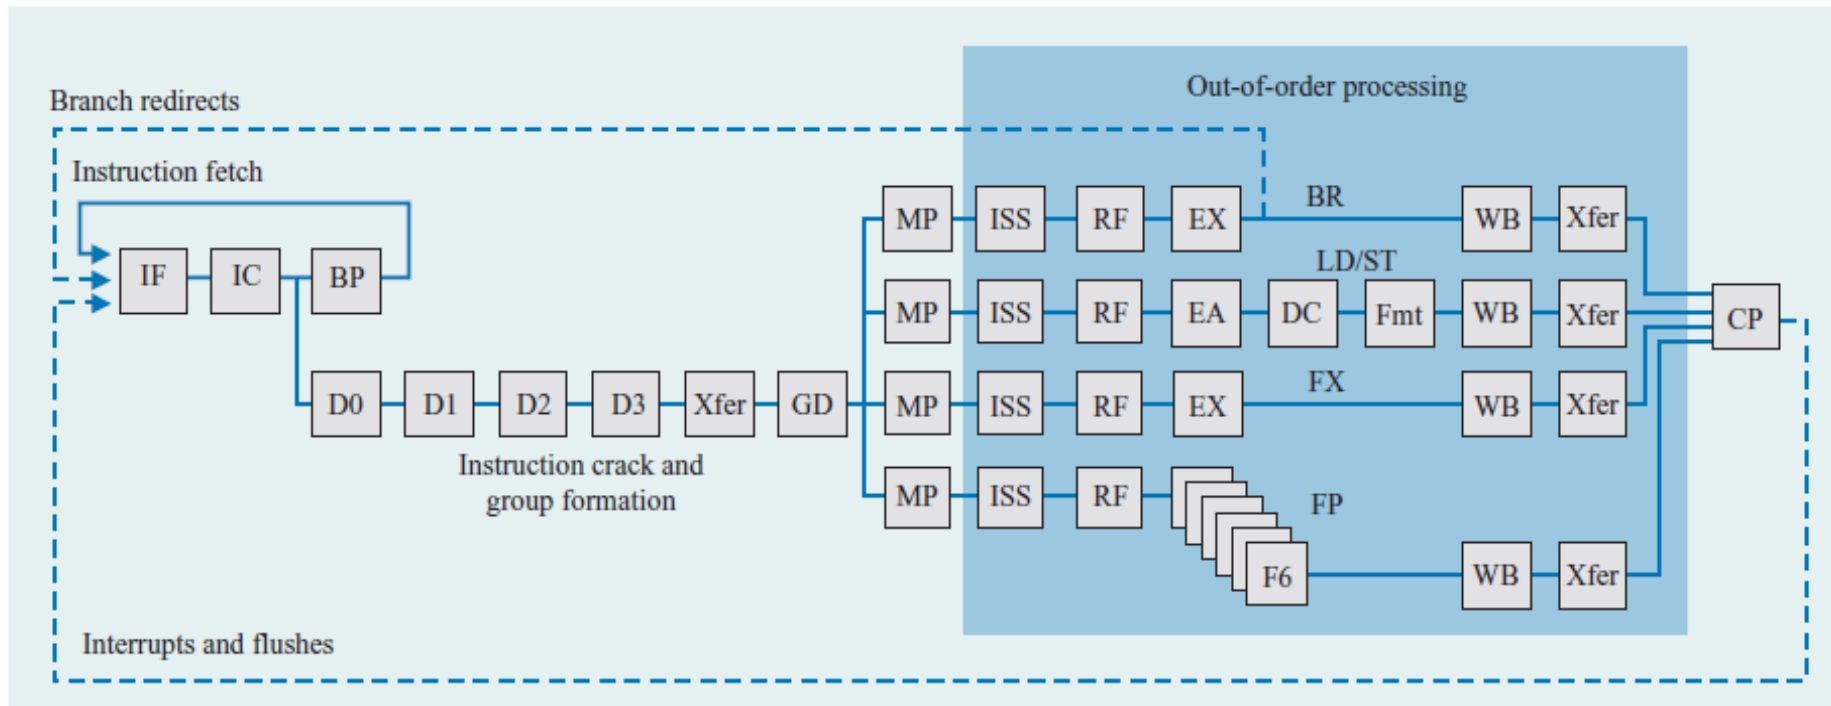 Out-of-order processing
Branch redirects
Instruction fetch
MP ISS RF EX BR WB Xfer
IF IC BP
LD/ST
MP ISS RF EA DC Fmt WB Xfer
CP
FX
D0 D1 D2 D3 Xfer GD MP ISS RF EX WB Xfer
Instruction crack and
group formation
MP ISS RF FP
F6 WB Xfer
Interrupts and flushes